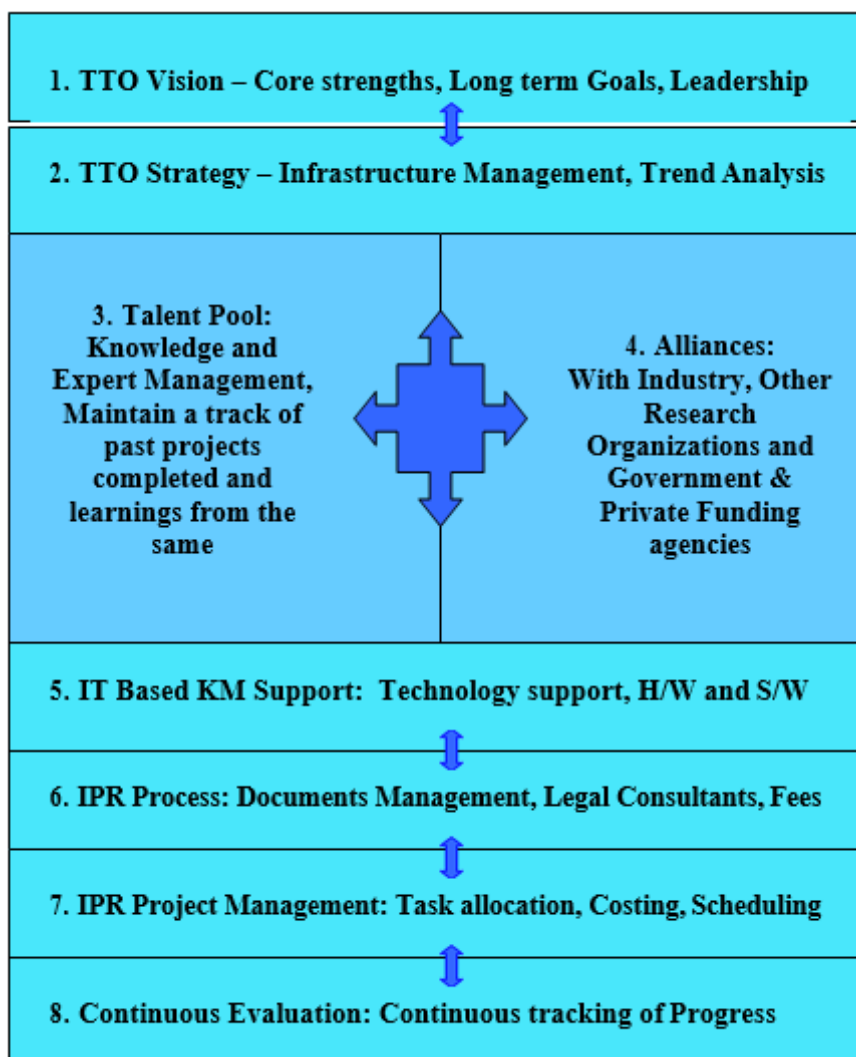 1. TTO Vision – Core strengths, Long term Goals, Leadership
2. TTO Strategy – Infrastructure Management, Trend Analysis
3. Talent Pool:
Knowledge and
Expert Management,
Maintain a track of
past projects
completed and
learnings from the
same
4. Alliances:
With Industry, Other
Research
Organizations and
Government &
Private Funding
agencies
5. IT Based KM Support: Technology support, H/W and S/W
6. IPR Process: Documents Management, Legal Consultants, Fees
7. IPR Project Management: Task allocation, Costing, Scheduling
8. Continuous Evaluation: Continuous tracking of Progress